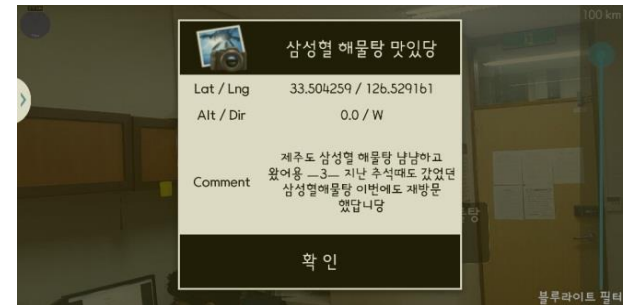 100 km
삼성혈 해물탕 맛있당
Lat / Lng 33.504259 / 126.529161
Alt / Dir 0.0 / W
Comment
제주도 삼성혈 해물탕 냠냠하고
왔어용 ㅡ3ㅡ 지난 추석때도 갔었던
삼성혈해물탕 이번에도 재방문
했답니당
탕
확 인
블루라이트 필터